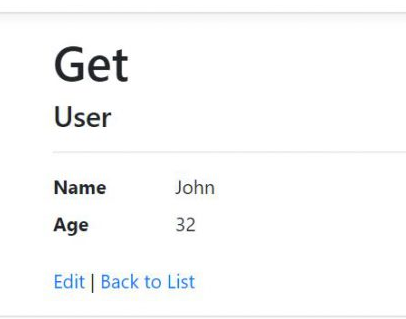 Get
User
Name John
Age 32
Edit | Back to List